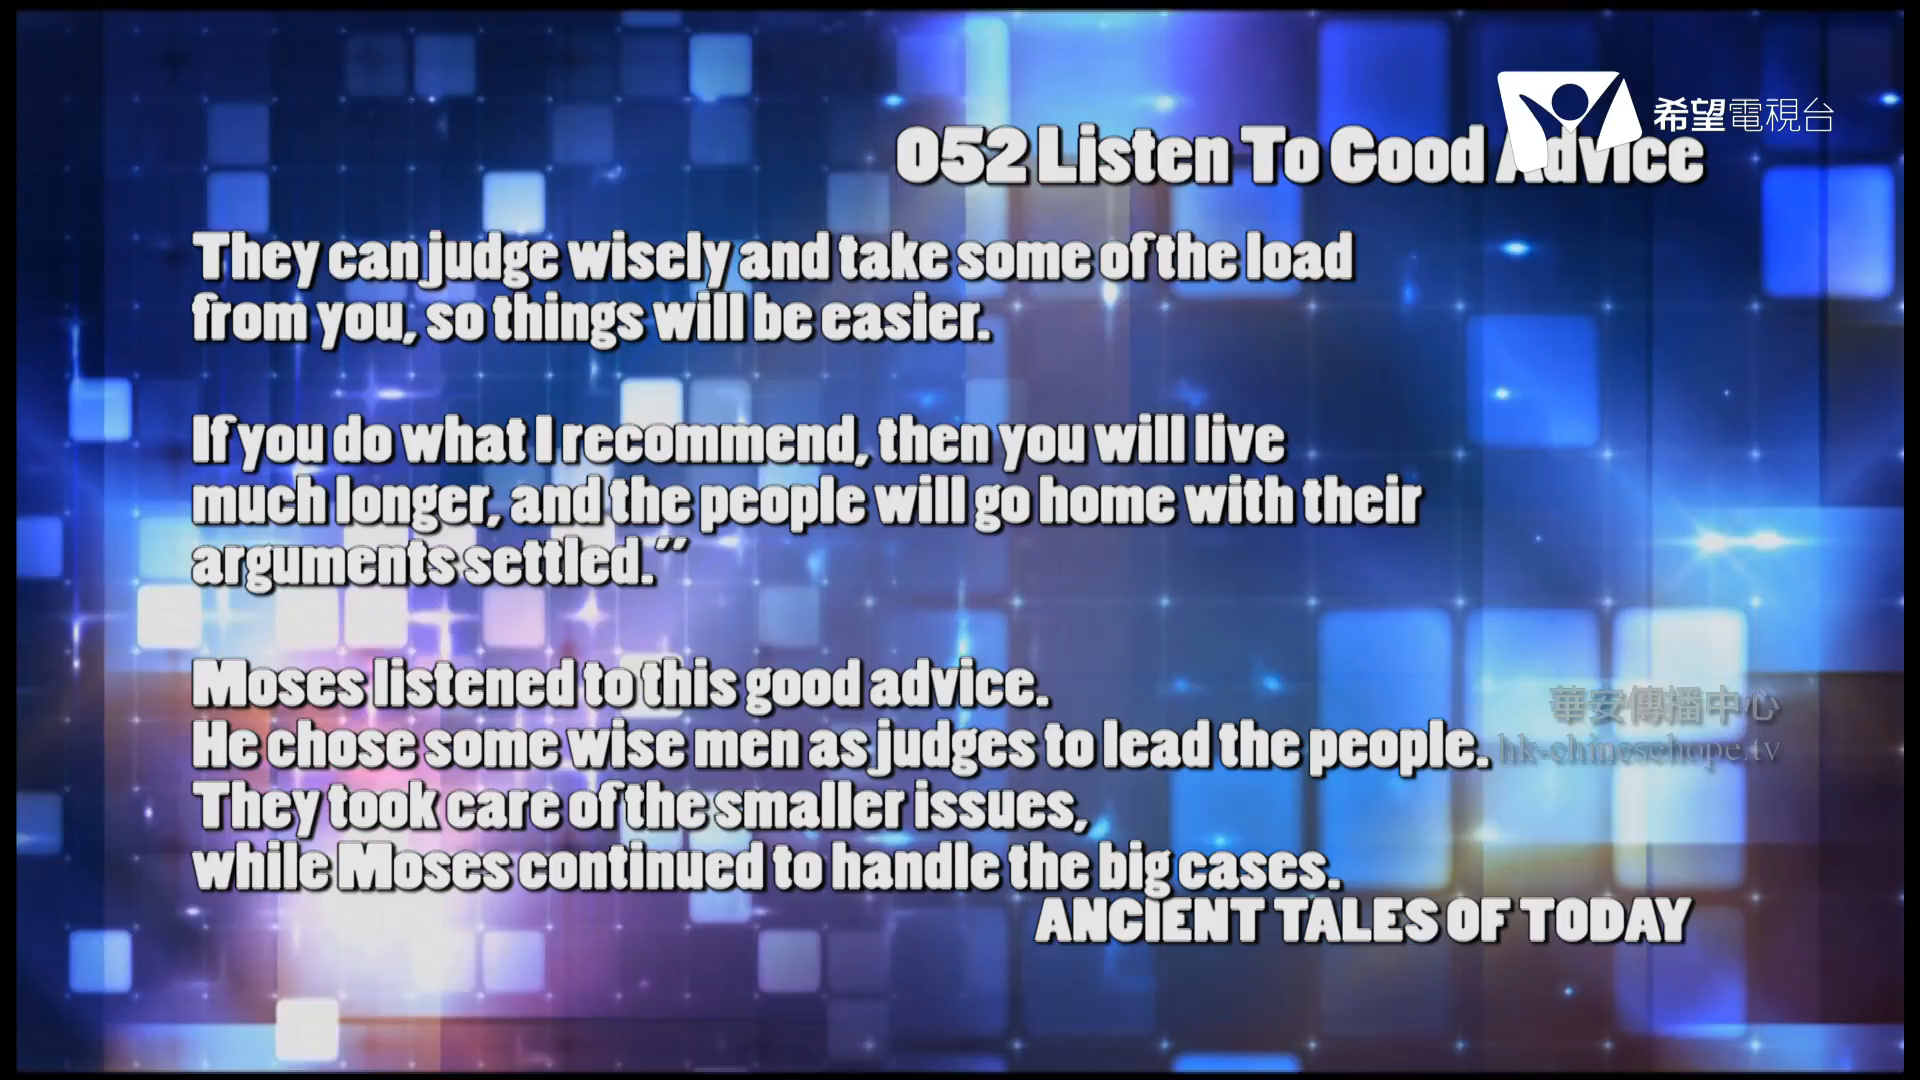 希望電視台
052 Listen To Good Advice
They can judge wisely and take some of the load
from you, so things will be easier.
If you do what I recommend, then you will live
much longer, and the people will go home with their
arguments settled.”
Moses listened to this good advice.
He chose some wise men as judges to lead the people.
They took care of the smaller issues,
while Moses continued to handle the big cases.
華安傳播中心
hk-chinesehope.tv
ANCIENT TALES OF TODAY